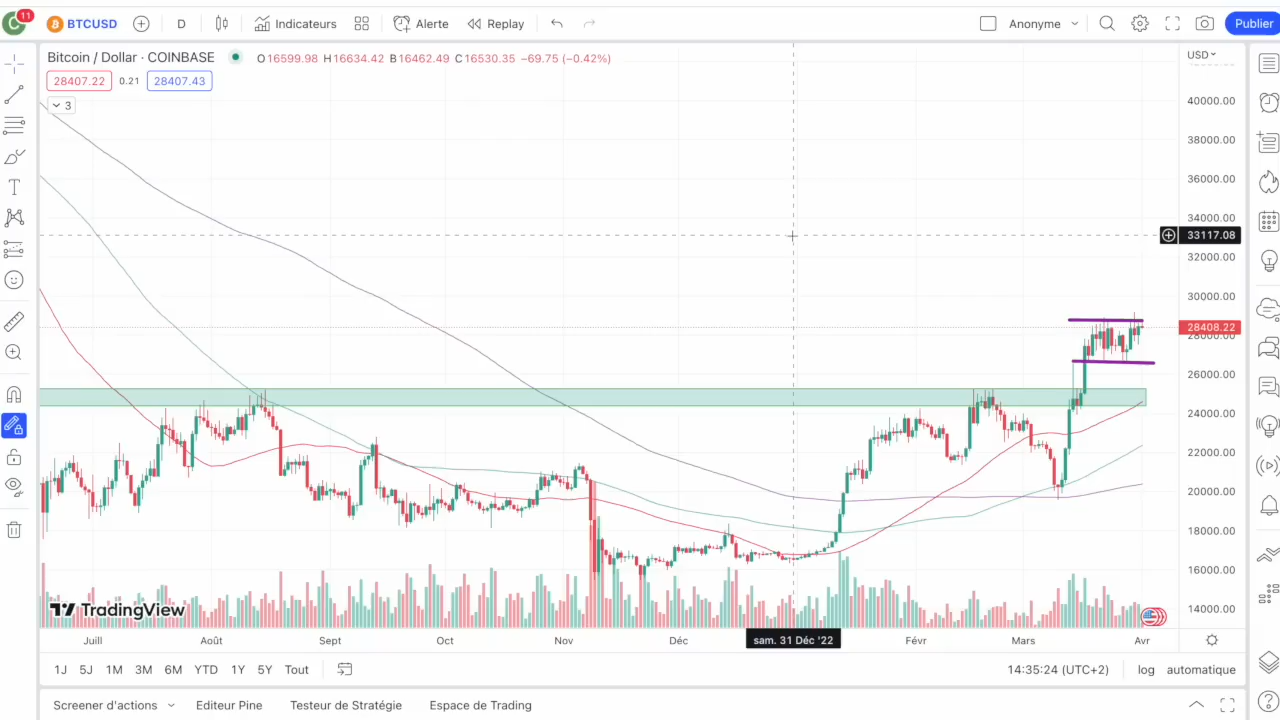 C 11 BTCUSD D Indicateurs Alerte Replay Anonyme Publier
Bitcoin / Dollar · COINBASE O16599.98 H16634.42 B16462.49 C16530.35 −69.75 (−0.42%)
USD
28407.22 0.21 28407.43
3
40000.00
38000.00
36000.00
34000.00
33117.08
32000.00
30000.00
28408.22
28000.00
26000.00
24000.00
22000.00
20000.00
18000.00
16000.00
14000.00
TradingView
Juill Août Sept Oct Nov Déc sam. 31 Déc '22 Févr Mars Avr
1J 5J 1M 3M 6M YTD 1Y 5Y Tout 14:35:24 (UTC+2) log automatique
Screener d'actions Editeur Pine Testeur de Stratégie Espace de Trading